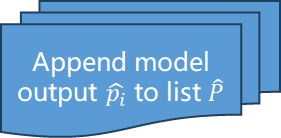 Append model
output p̂ᵢ to list P̂